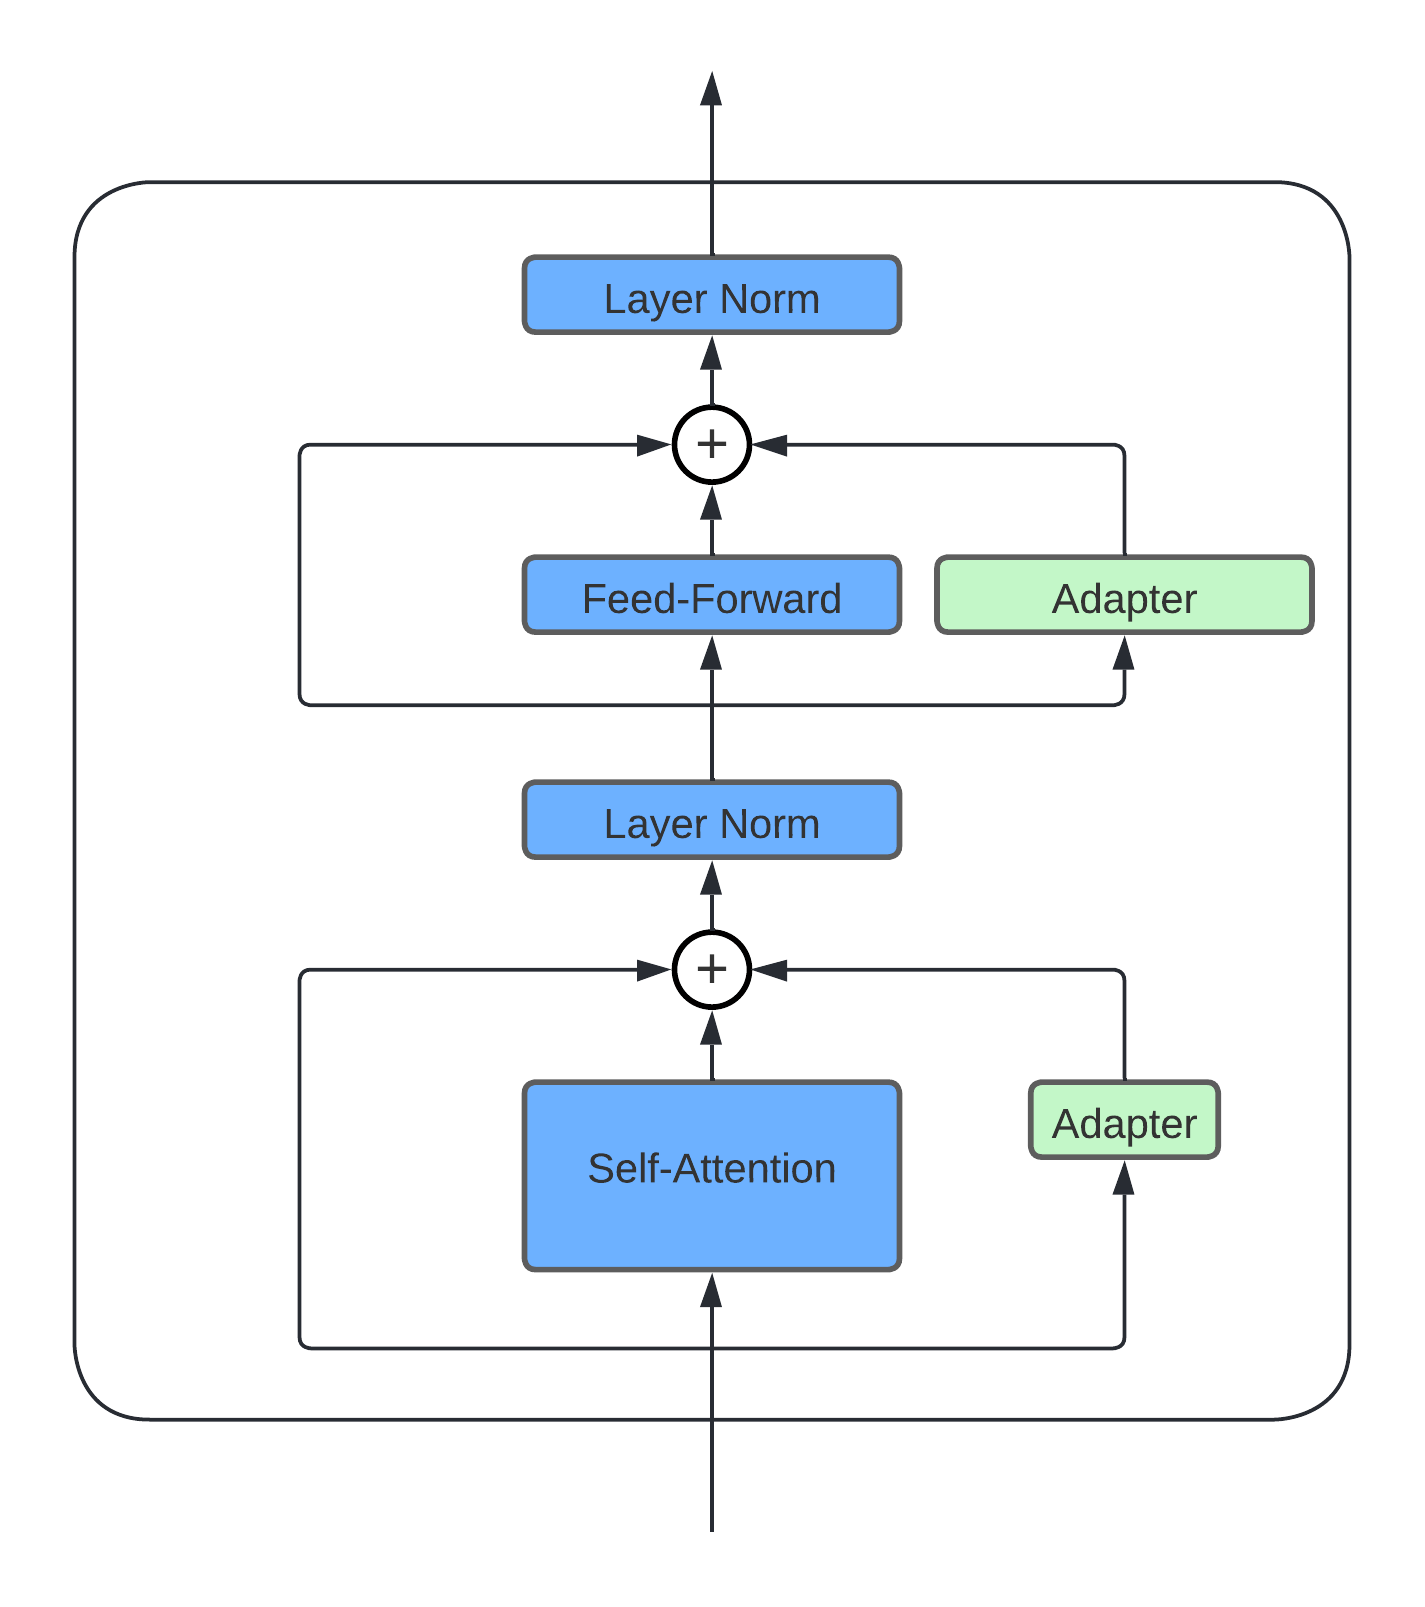 Layer Norm
+
Feed-Forward
Adapter
Layer Norm
+
Self-Attention
Adapter